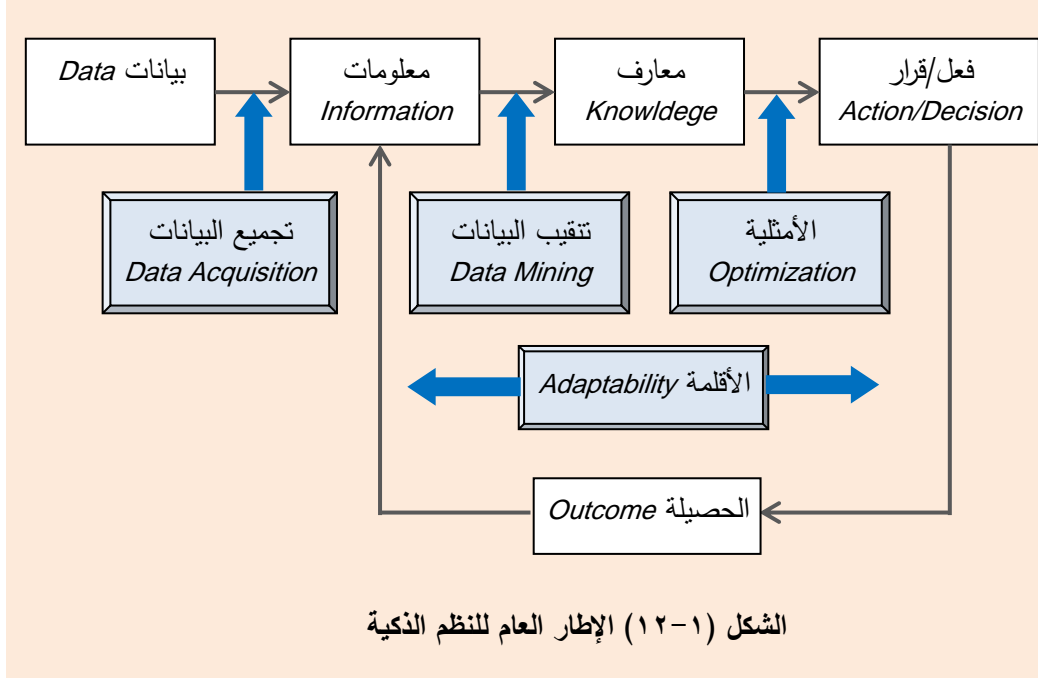 بيانات Data
معلومات
Information
معارف
Knowldege
فعل/قرار
Action/Decision
تجميع البيانات
Data Acquisition
تنقيب البيانات
Data Mining
الأمثلية
Optimization
الأقلمة Adaptability
الحصيلة Outcome
الشكل (١-١٢) الإطار العام للنظم الذكية